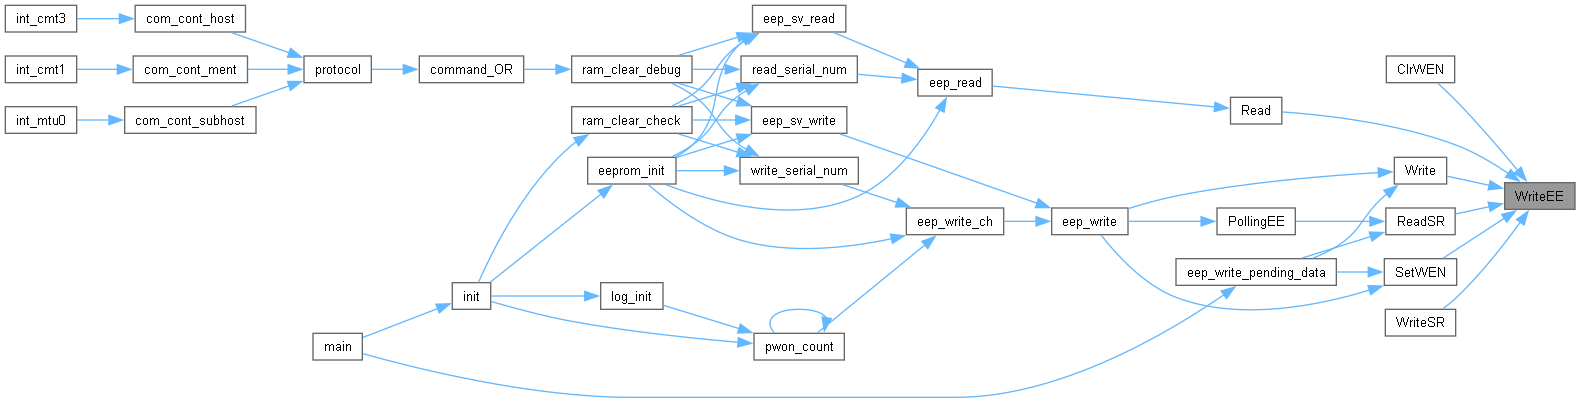 int_cmt3
com_cont_host
eep_sv_read
int_cmt1
com_cont_ment
protocol
command_OR
ram_clear_debug
read_serial_num
eep_read
ClrWEN
Read
int_mtu0
com_cont_subhost
ram_clear_check
eep_sv_write
eeprom_init
write_serial_num
Write
WriteEE
eep_write_ch
eep_write
PollingEE
ReadSR
eep_write_pending_data
SetWEN
init
log_init
WriteSR
main
pwon_count